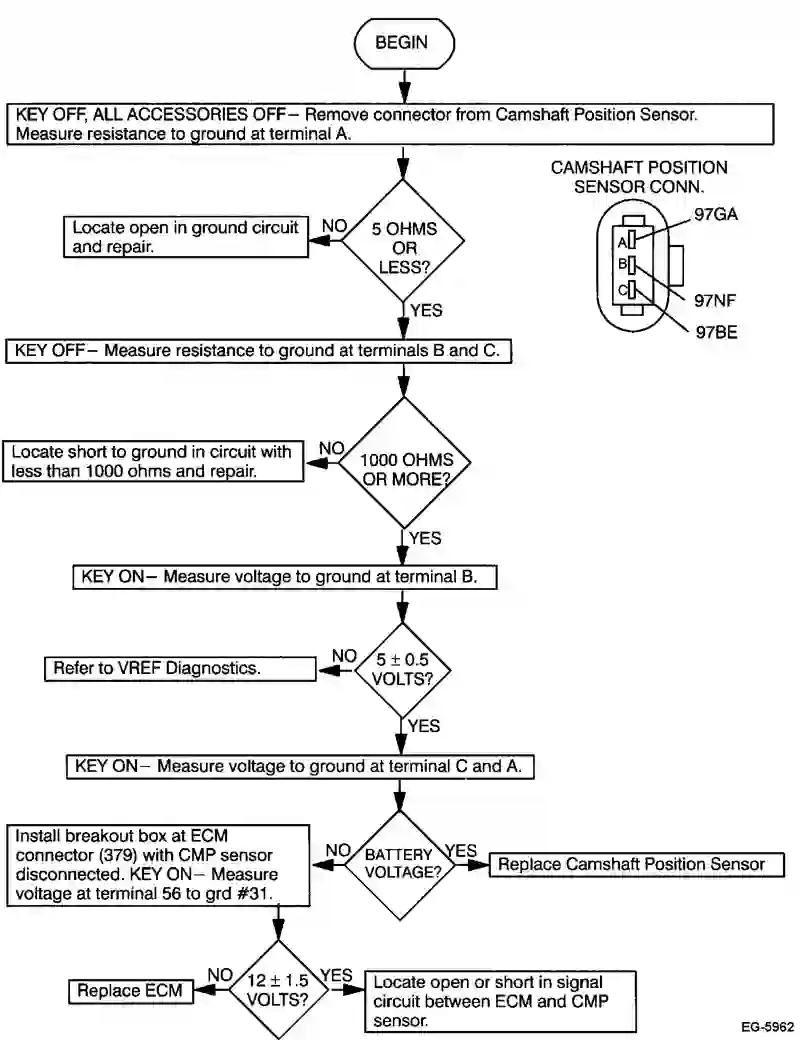 BEGIN
KEY OFF, ALL ACCESSORIES OFF– Remove connector from Camshaft Position Sensor.
Measure resistance to ground at terminal A.
CAMSHAFT POSITION
SENSOR CONN.
97GA
A
B
C
97NF
97BE
5 OHMS
OR
LESS?
NO
Locate open in ground circuit
and repair.
YES
KEY OFF– Measure resistance to ground at terminals B and C.
1000 OHMS
OR MORE?
NO
Locate short to ground in circuit with
less than 1000 ohms and repair.
YES
KEY ON– Measure voltage to ground at terminal B.
5 ± 0.5
VOLTS?
NO
Refer to VREF Diagnostics.
YES
KEY ON– Measure voltage to ground at terminal C and A.
BATTERY
VOLTAGE?
YES
Replace Camshaft Position Sensor
NO
Install breakout box at ECM
connector (379) with CMP sensor
disconnected. KEY ON– Measure
voltage at terminal 56 to grd #31.
12 ± 1.5
VOLTS?
NO
Replace ECM
YES
Locate open or short in signal
circuit between ECM and CMP
sensor.
EG-5962